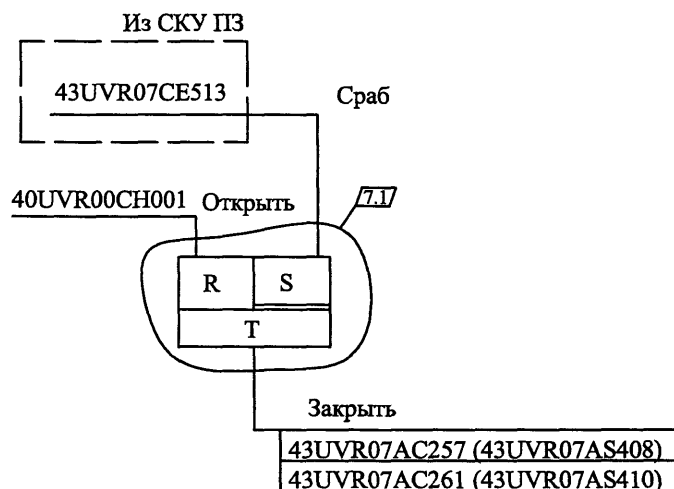 Из СКУ ПЗ
43UVR07CE513
Сраб
40UVR00CH001 Открыть
7.1
R S
T
Закрыть
43UVR07AC257 (43UVR07AS408)
43UVR07AC261 (43UVR07AS410)